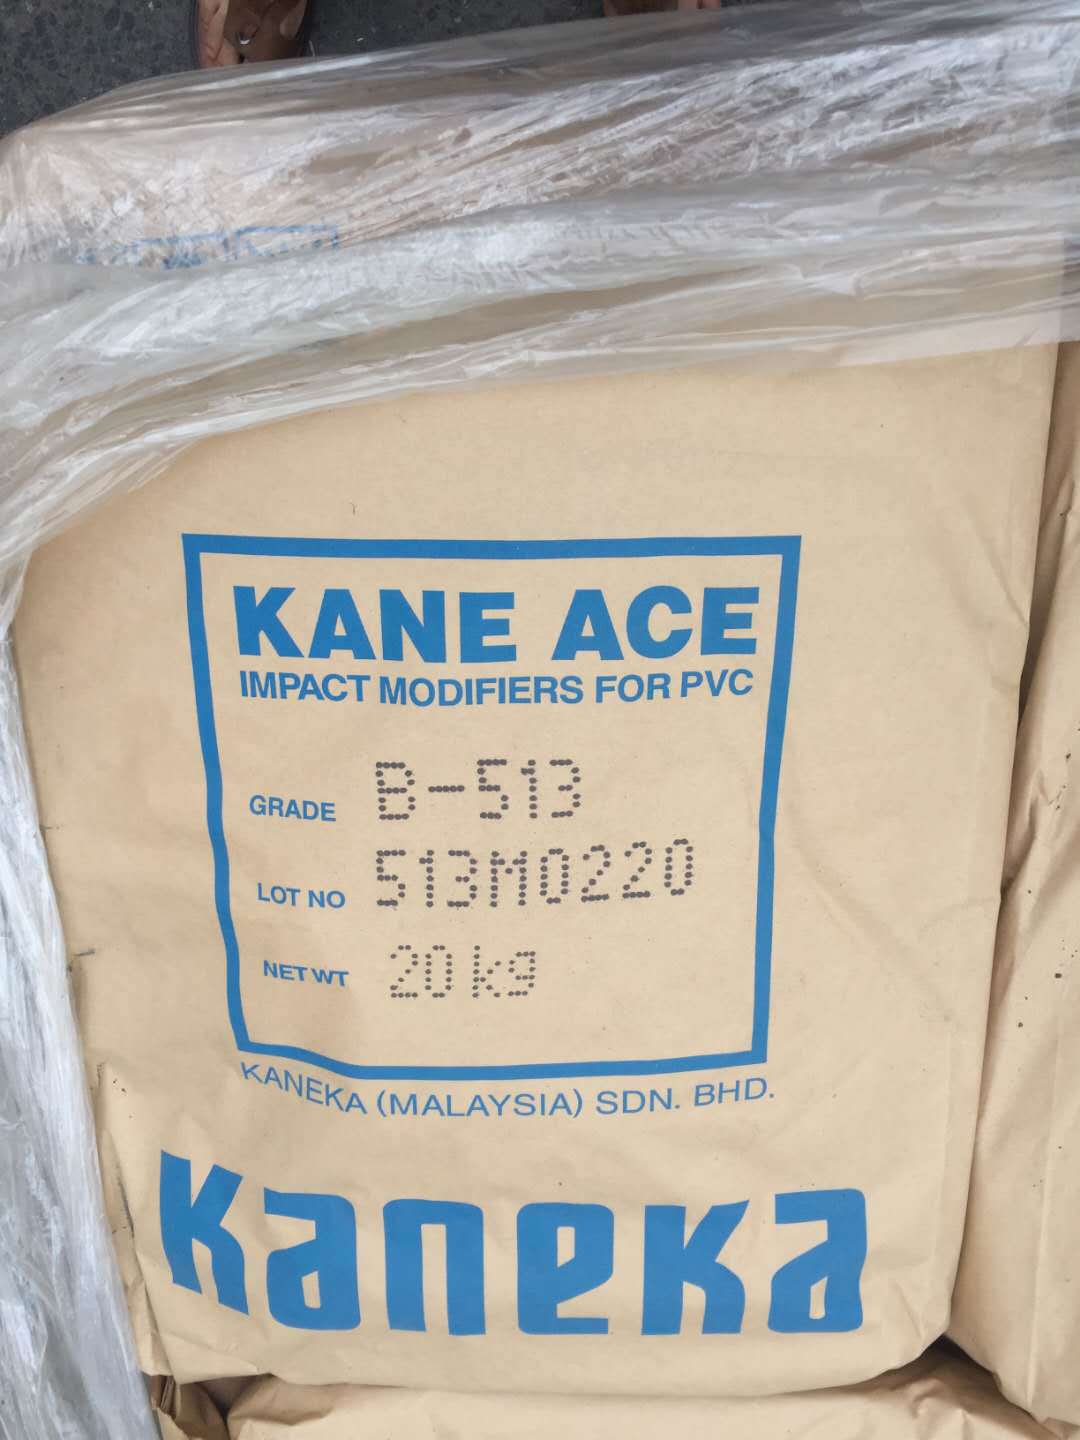 KANE ACE
IMPACT MODIFIERS FOR PVC
GRADE B-513
LOT NO 513M0220
NET WT 20kg
KANEKA (MALAYSIA) SDN. BHD.
Kaneka